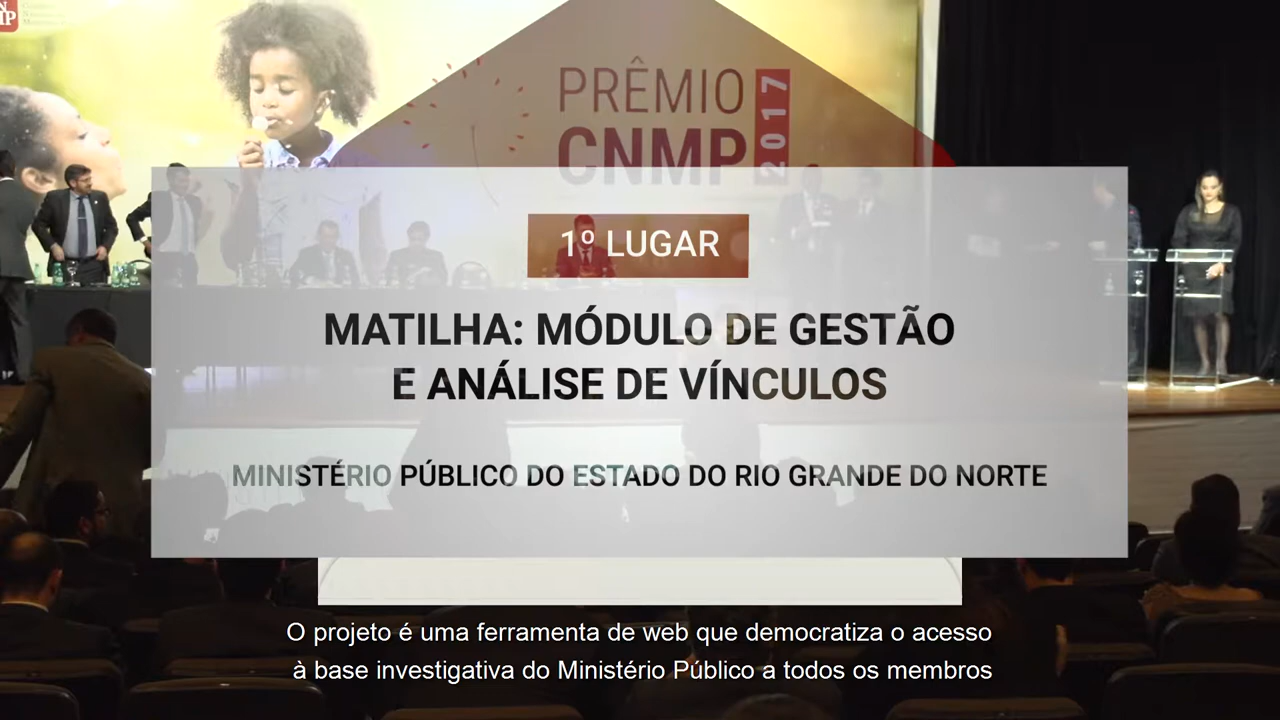 PRÊMIO
CNMP
2017
1º LUGAR
MATILHA: MÓDULO DE GESTÃO
E ANÁLISE DE VÍNCULOS
MINISTÉRIO PÚBLICO DO ESTADO DO RIO GRANDE DO NORTE
O projeto é uma ferramenta de web que democratiza o acesso
à base investigativa do Ministério Público a todos os membros